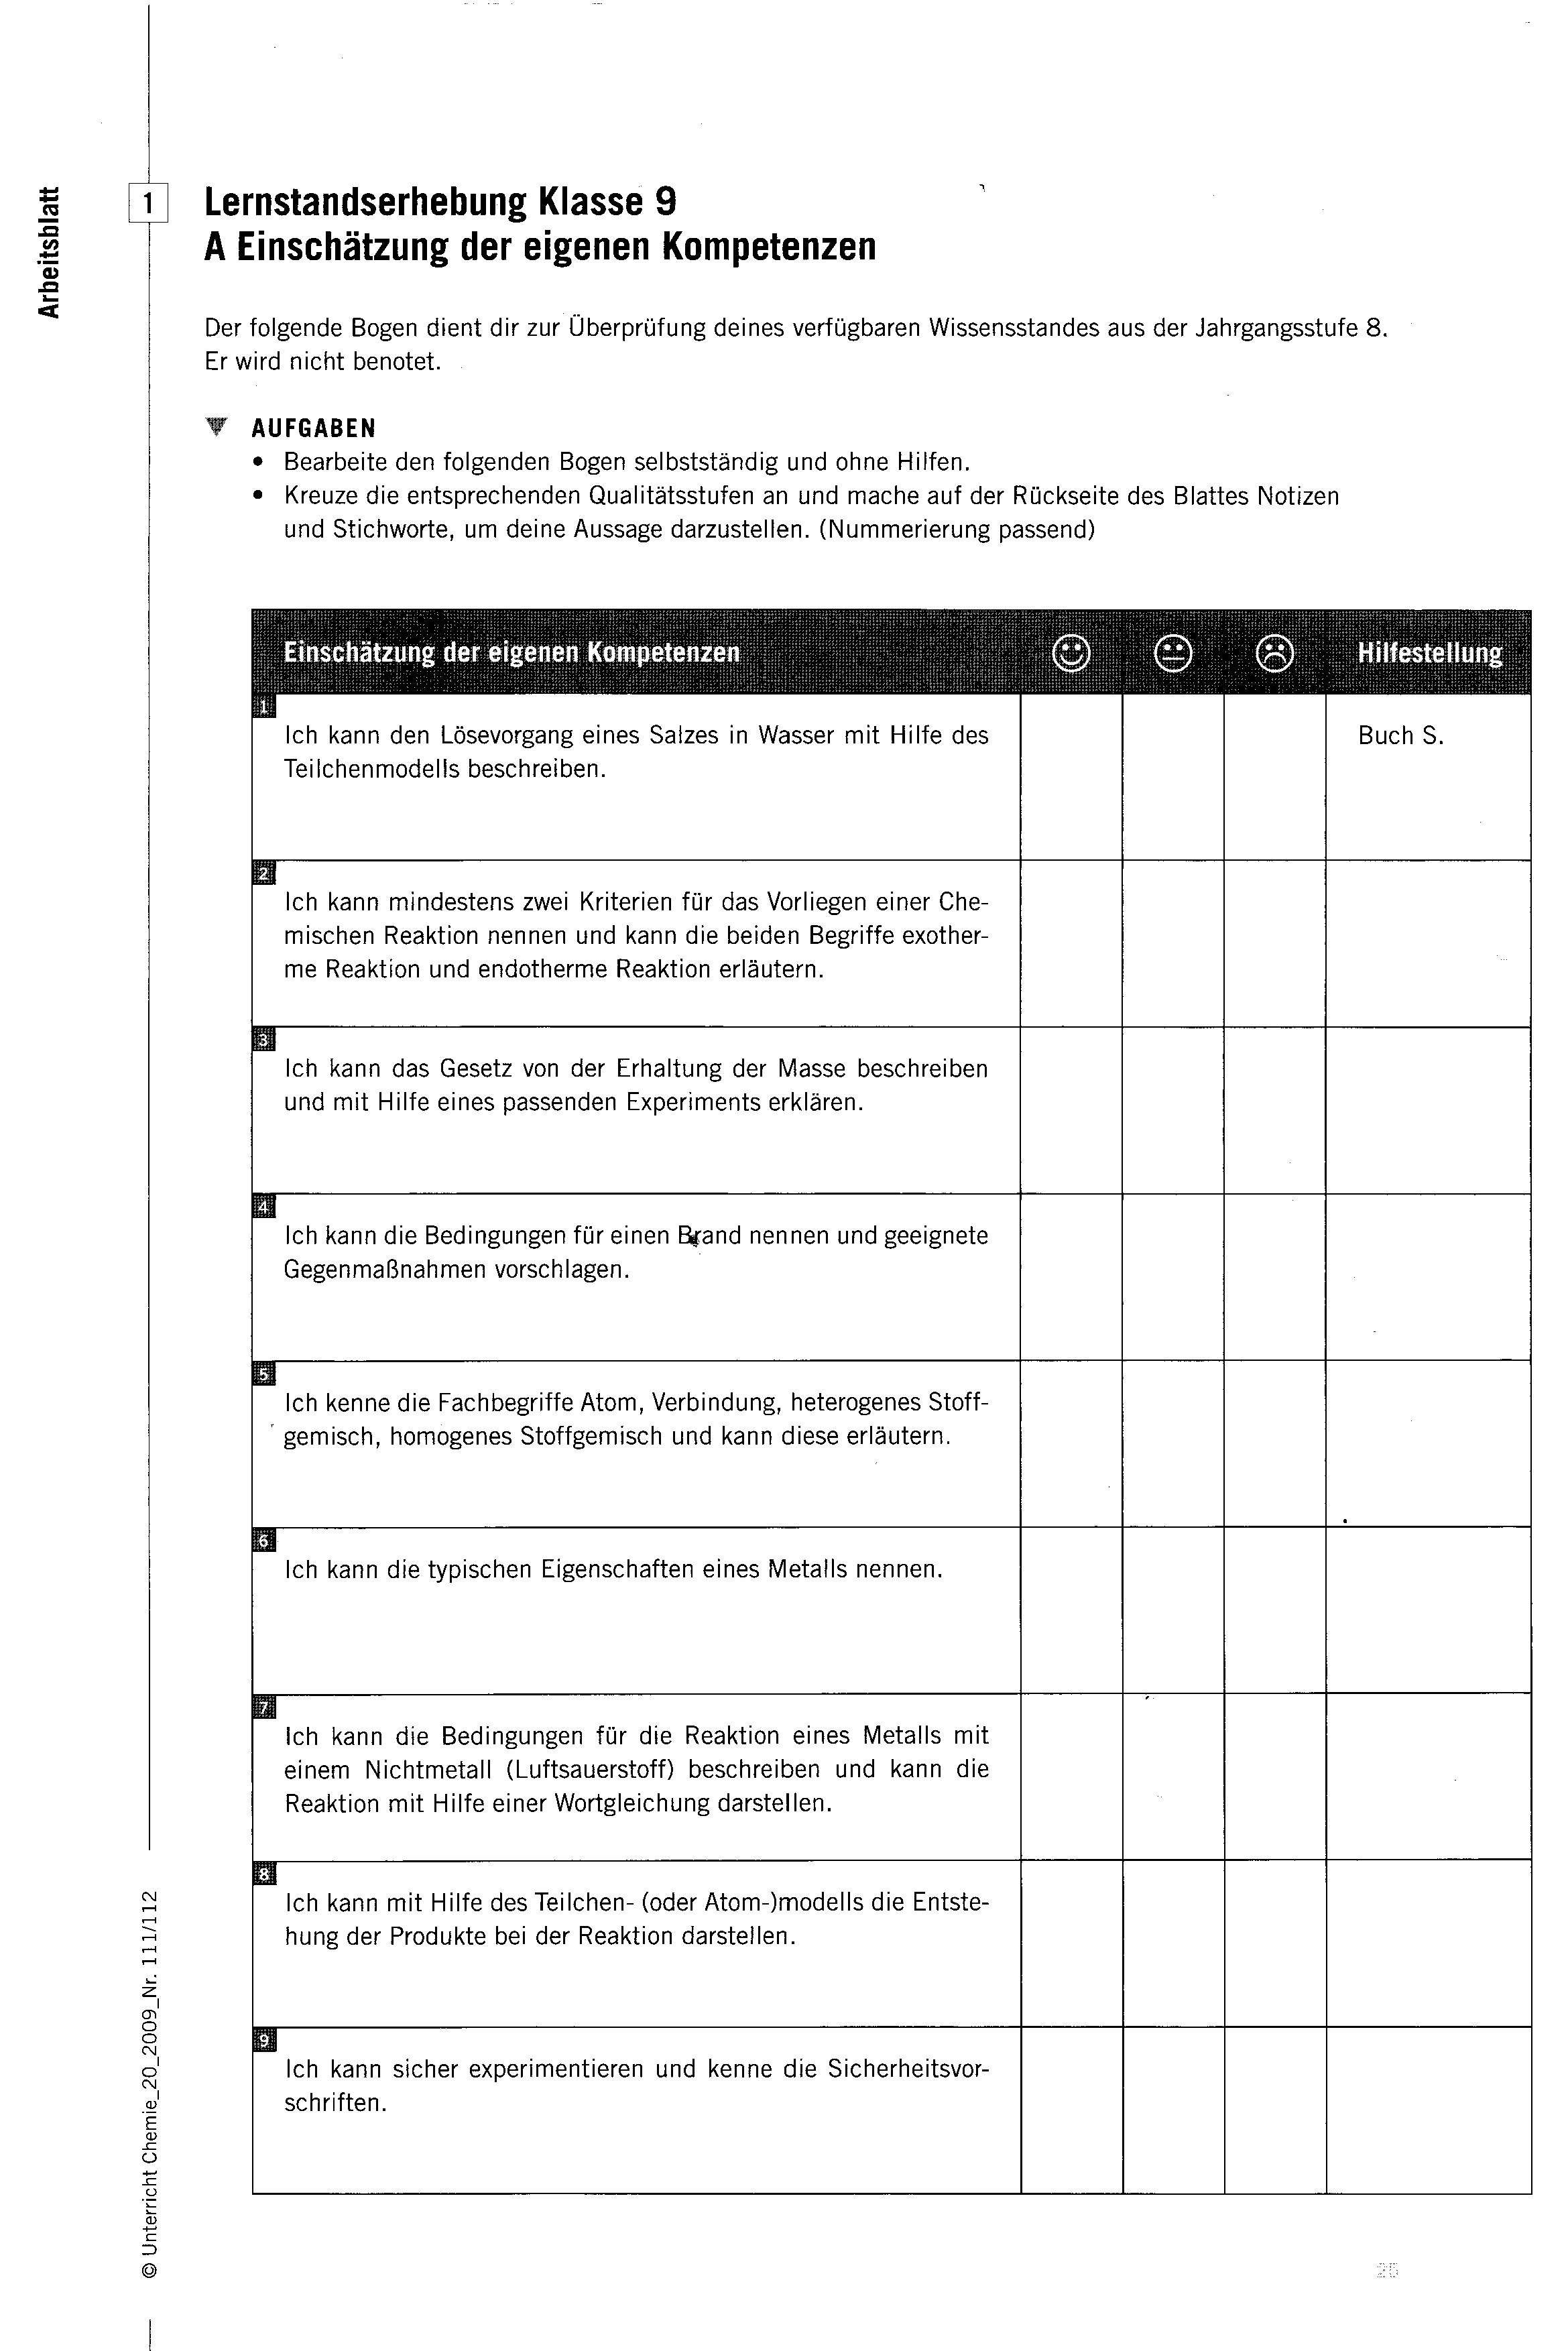 Arbeitsblatt
1
Lernstandserhebung Klasse 9
A Einschätzung der eigenen Kompetenzen
Der folgende Bogen dient dir zur Überprüfung deines verfügbaren Wissensstandes aus der Jahrgangsstufe 8.
Er wird nicht benotet.
AUFGABEN
• Bearbeite den folgenden Bogen selbstständig und ohne Hilfen.
• Kreuze die entsprechenden Qualitätsstufen an und mache auf der Rückseite des Blattes Notizen
und Stichworte, um deine Aussage darzustellen. (Nummerierung passend)
Einschätzung der eigenen Kompetenzen Hilfestellung
1
Ich kann den Lösevorgang eines Salzes in Wasser mit Hilfe des Buch S.
Teilchenmodells beschreiben.
2
Ich kann mindestens zwei Kriterien für das Vorliegen einer Che-
mischen Reaktion nennen und kann die beiden Begriffe exother-
me Reaktion und endotherme Reaktion erläutern.
3
Ich kann das Gesetz von der Erhaltung der Masse beschreiben
und mit Hilfe eines passenden Experiments erklären.
4
Ich kann die Bedingungen für einen Brand nennen und geeignete
Gegenmaßnahmen vorschlagen.
5
Ich kenne die Fachbegriffe Atom, Verbindung, heterogenes Stoff-
gemisch, homogenes Stoffgemisch und kann diese erläutern.
6
Ich kann die typischen Eigenschaften eines Metalls nennen.
7
Ich kann die Bedingungen für die Reaktion eines Metalls mit
einem Nichtmetall (Luftsauerstoff) beschreiben und kann die
Reaktion mit Hilfe einer Wortgleichung darstellen.
8
Ich kann mit Hilfe des Teilchen- (oder Atom-)modells die Entste-
hung der Produkte bei der Reaktion darstellen.
9
Ich kann sicher experimentieren und kenne die Sicherheitsvor-
schriften.
© Unterricht Chemie_20_2009_Nr. 111/112
25